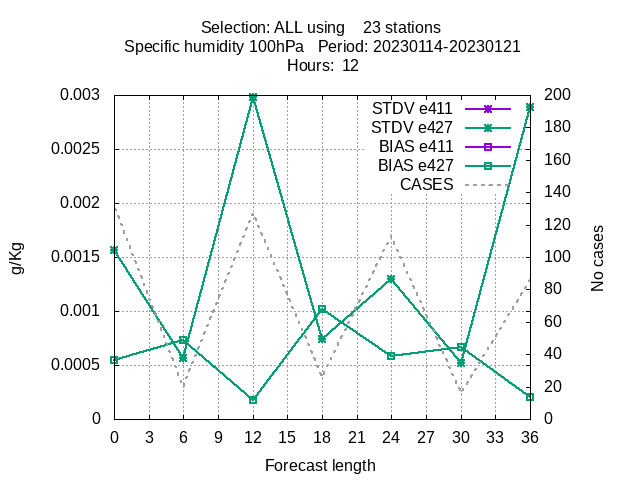 Selection: ALL using 23 stations
Specific humidity 100hPa Period: 20230114-20230121
Hours: 12
STDV e411
STDV e427
BIAS e411
BIAS e427
CASES
0.003
0.0025
0.002
0.0015
0.001
0.0005
0
200
180
160
140
120
100
80
60
40
20
0
g/Kg
No cases
0 3 6 9 12 15 18 21 24 27 30 33 36
Forecast length